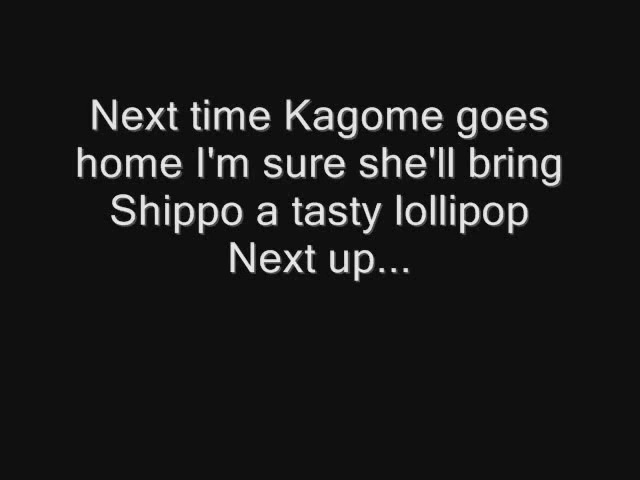 Next time Kagome goes
home I'm sure she'll bring
Shippo a tasty lollipop
Next up...